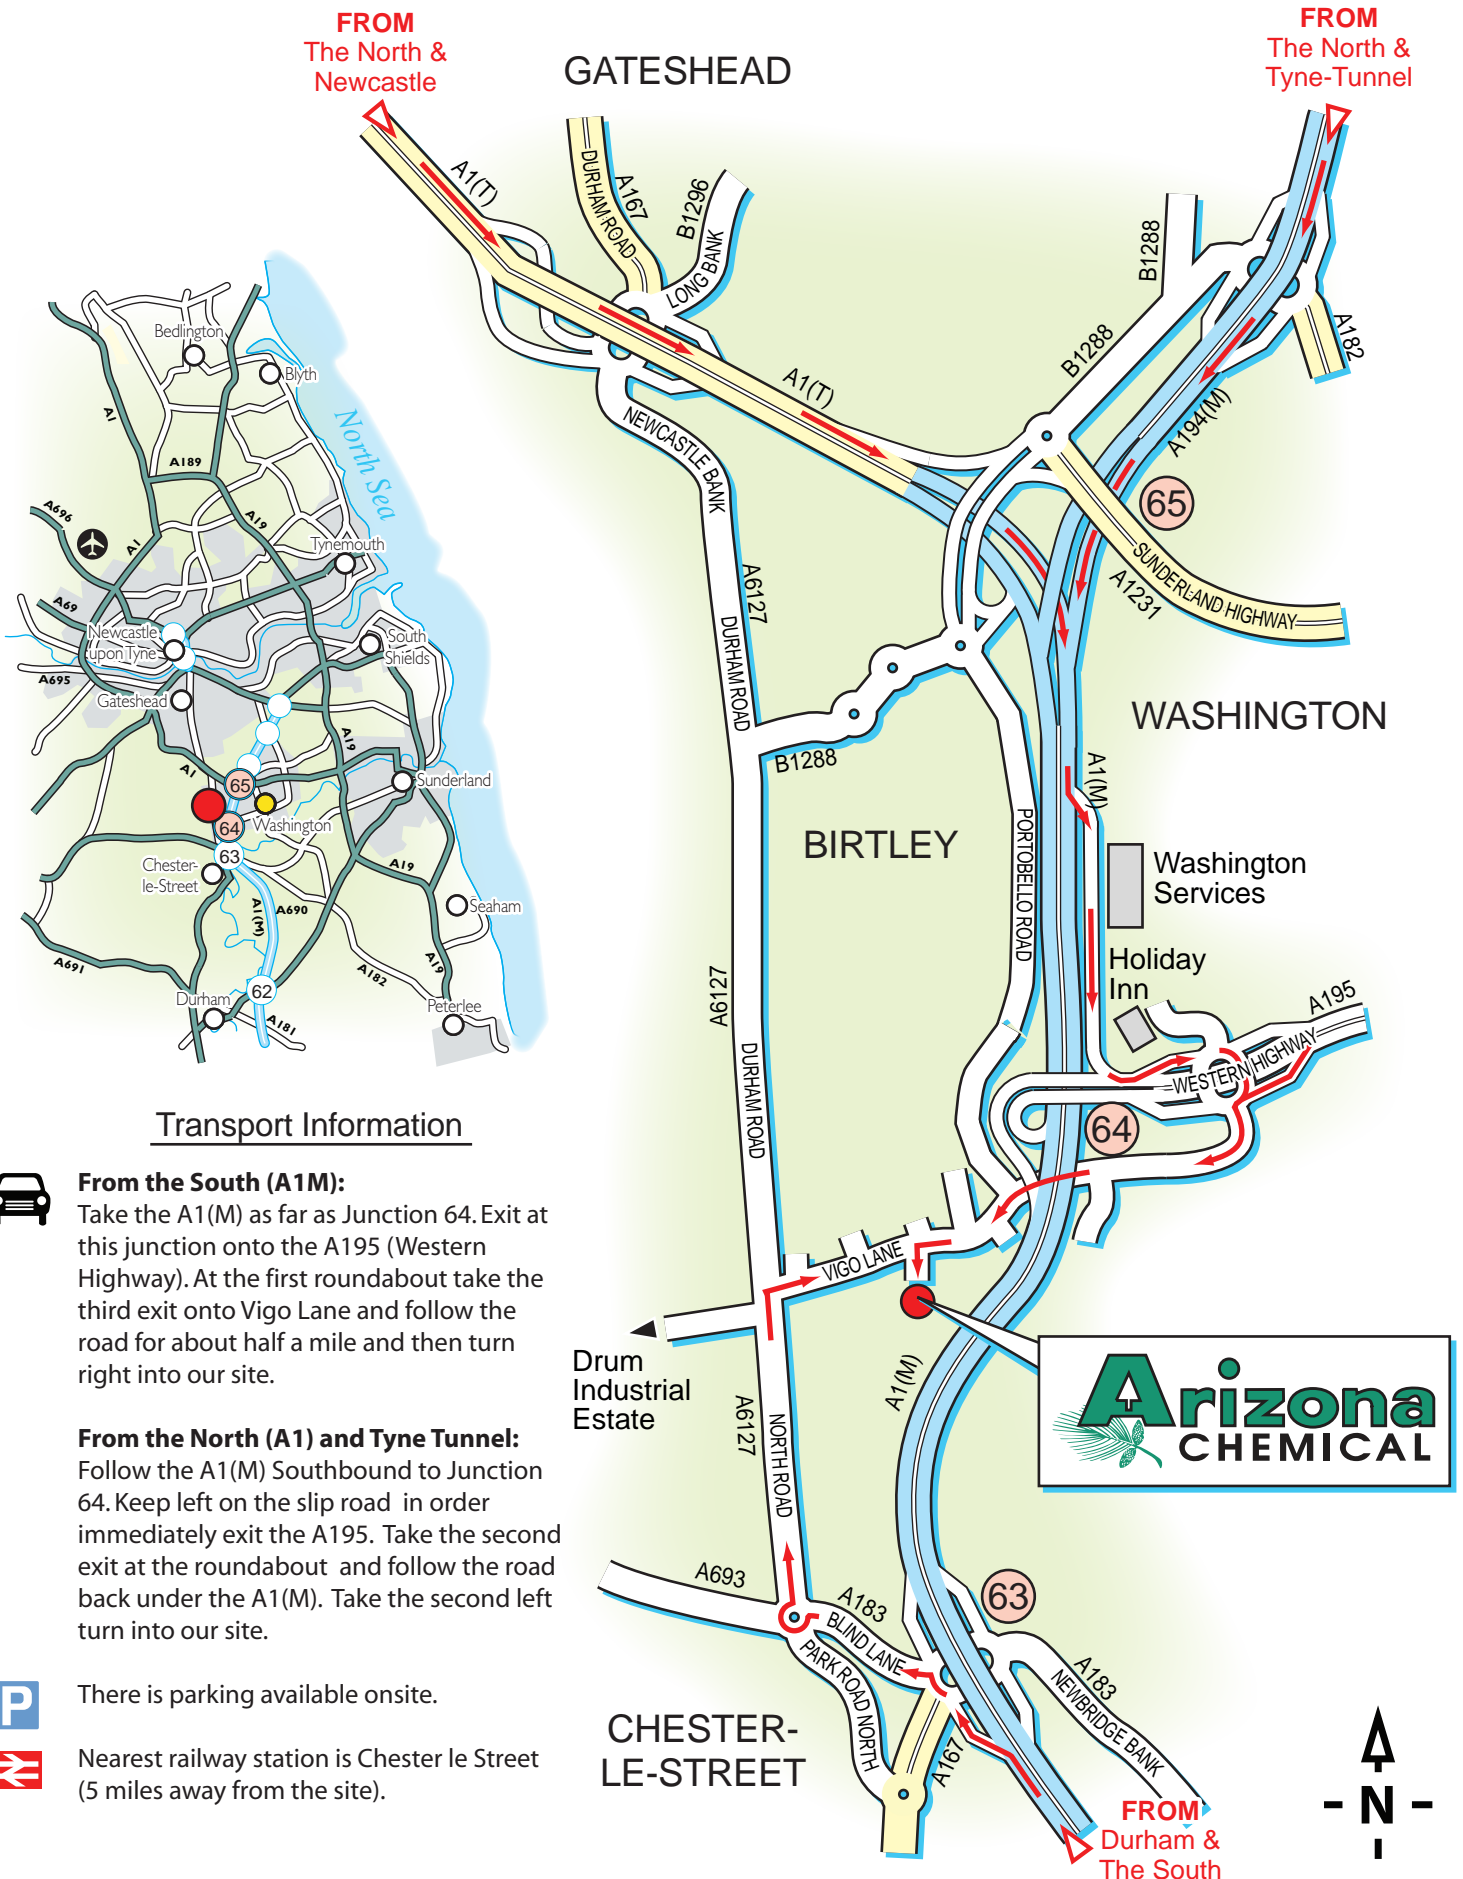 FROM
The North &
Newcastle
GATESHEAD
FROM
The North &
Tyne-Tunnel
A1(T)
DURHAM ROAD
A167
B1296
LONG BANK
B1288
A182
B1288
A1(T)
A194(M)
NEWCASTLE BANK
65
SUNDERLAND HIGHWAY
A1231
A6127
DURHAM ROAD
B1288
WASHINGTON
A1(M)
BIRTLEY
PORTOBELLO ROAD
Washington
Services
Holiday
Inn
A195
WESTERN HIGHWAY
A6127
DURHAM ROAD
64
VIGO LANE
Drum
Industrial
Estate
A1(M)
Arizona
CHEMICAL
A6127
NORTH ROAD
A693
A183
BLIND LANE
63
PARK ROAD NORTH
A183
NEWBRIDGE BANK
A167
CHESTER-
LE-STREET
FROM
Durham &
The South
N
Bedlington
Blyth
North Sea
A1
A189
A696
A19
A1
Tynemouth
A69
Newcastle
upon Tyne
South
Shields
A695
Gateshead
A19
A1
65
Sunderland
64
Washington
63
Chester-
le-Street
A19
A1(M)
A690
Seaham
A691
A182
A19
62
Durham
A181
Peterlee
Transport Information
From the South (A1M):
Take the A1(M) as far as Junction 64. Exit at
this junction onto the A195 (Western
Highway). At the first roundabout take the
third exit onto Vigo Lane and follow the
road for about half a mile and then turn
right into our site.
From the North (A1) and Tyne Tunnel:
Follow the A1(M) Southbound to Junction
64. Keep left on the slip road in order
immediately exit the A195. Take the second
exit at the roundabout and follow the road
back under the A1(M). Take the second left
turn into our site.
P
There is parking available onsite.
Nearest railway station is Chester le Street
(5 miles away from the site).